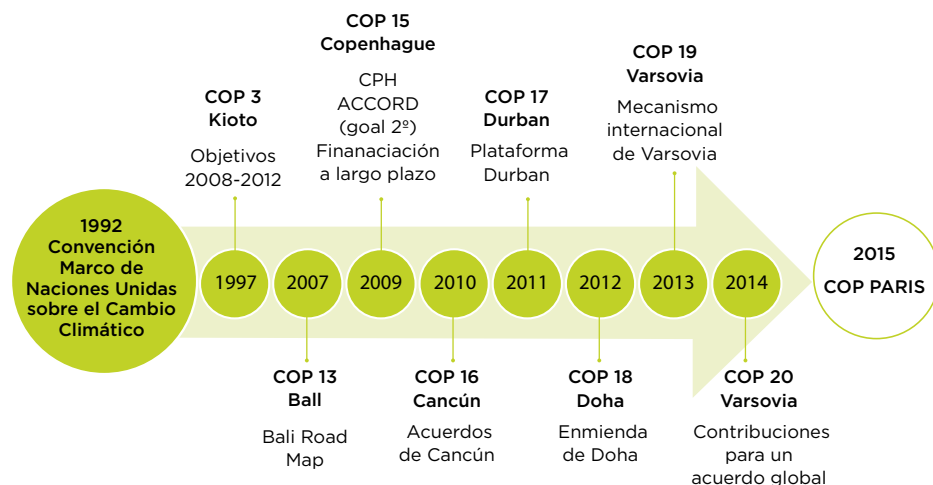 COP 15
Copenhague
CPH
ACCORD
(goal 2º)
Finanaciación
a largo plazo
COP 19
Varsovia
Mecanismo
internacional
de Varsovia
COP 3
Kioto
Objetivos
2008-2012
COP 17
Durban
Plataforma
Durban
1992
Convención
Marco de
Naciones Unidas
sobre el Cambio
Climático
1997
2007
2009
2010
2011
2012
2013
2014
2015
COP PARIS
COP 13
Ball
Bali Road
Map
COP 16
Cancún
Acuerdos
de Cancún
COP 18
Doha
Enmienda
de Doha
COP 20
Varsovia
Contribuciones
para un
acuerdo global